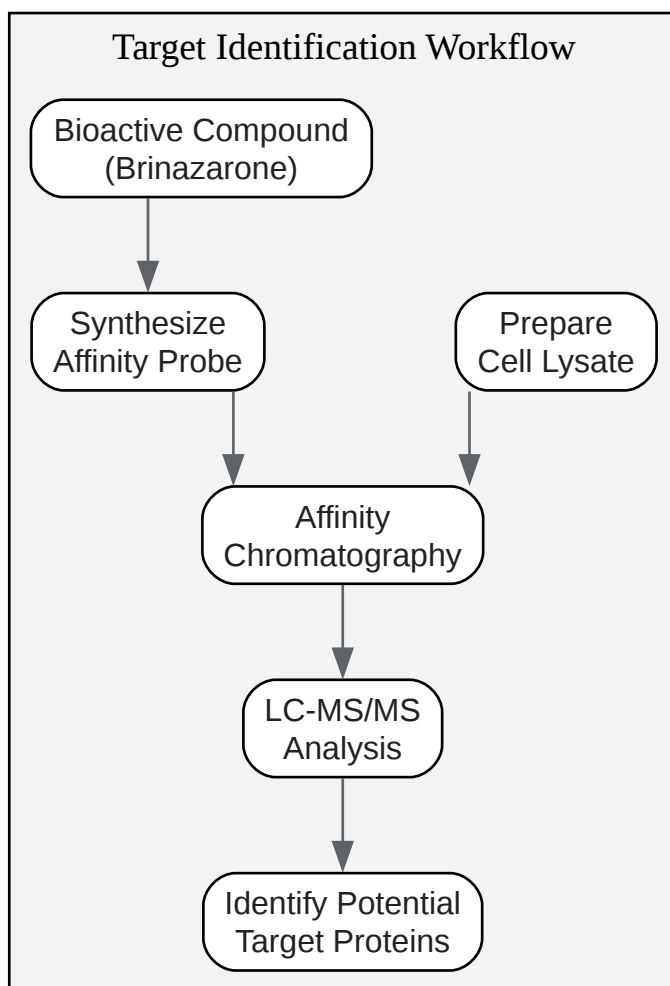 Target Identification Workflow
Bioactive Compound
(Brinazarone)
Synthesize
Affinity Probe
Prepare
Cell Lysate
Affinity
Chromatography
LC-MS/MS
Analysis
Identify Potential
Target Proteins